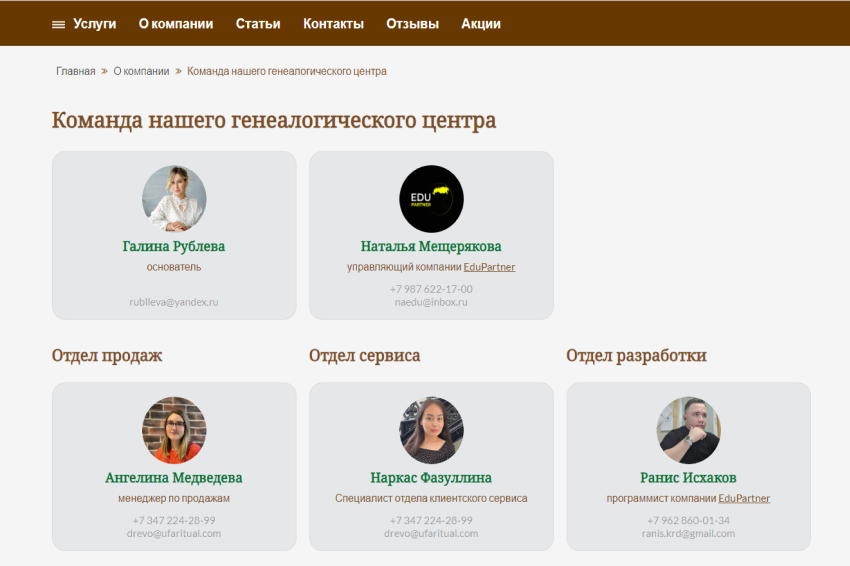 Услуги О компании Статьи Контакты Отзывы Акции
Главная » О компании » Команда нашего генеалогического центра
Команда нашего генеалогического центра
EDU
PARTNER
Галина Рублева
основатель
rublleva@yandex.ru
Наталья Мещерякова
управляющий компании EduPartner
+7 987 622-17-00
naedu@inbox.ru
Отдел продаж
Ангелина Медведева
менеджер по продажам
+7 347 224-28-99
drevo@ufaritual.com
Отдел сервиса
Наркас Фазуллина
Специалист отдела клиентского сервиса
+7 347 224-28-99
drevo@ufaritual.com
Отдел разработки
Ранис Исхаков
программист компании EduPartner
+7 962 860-01-34
ranis.krd@gmail.com